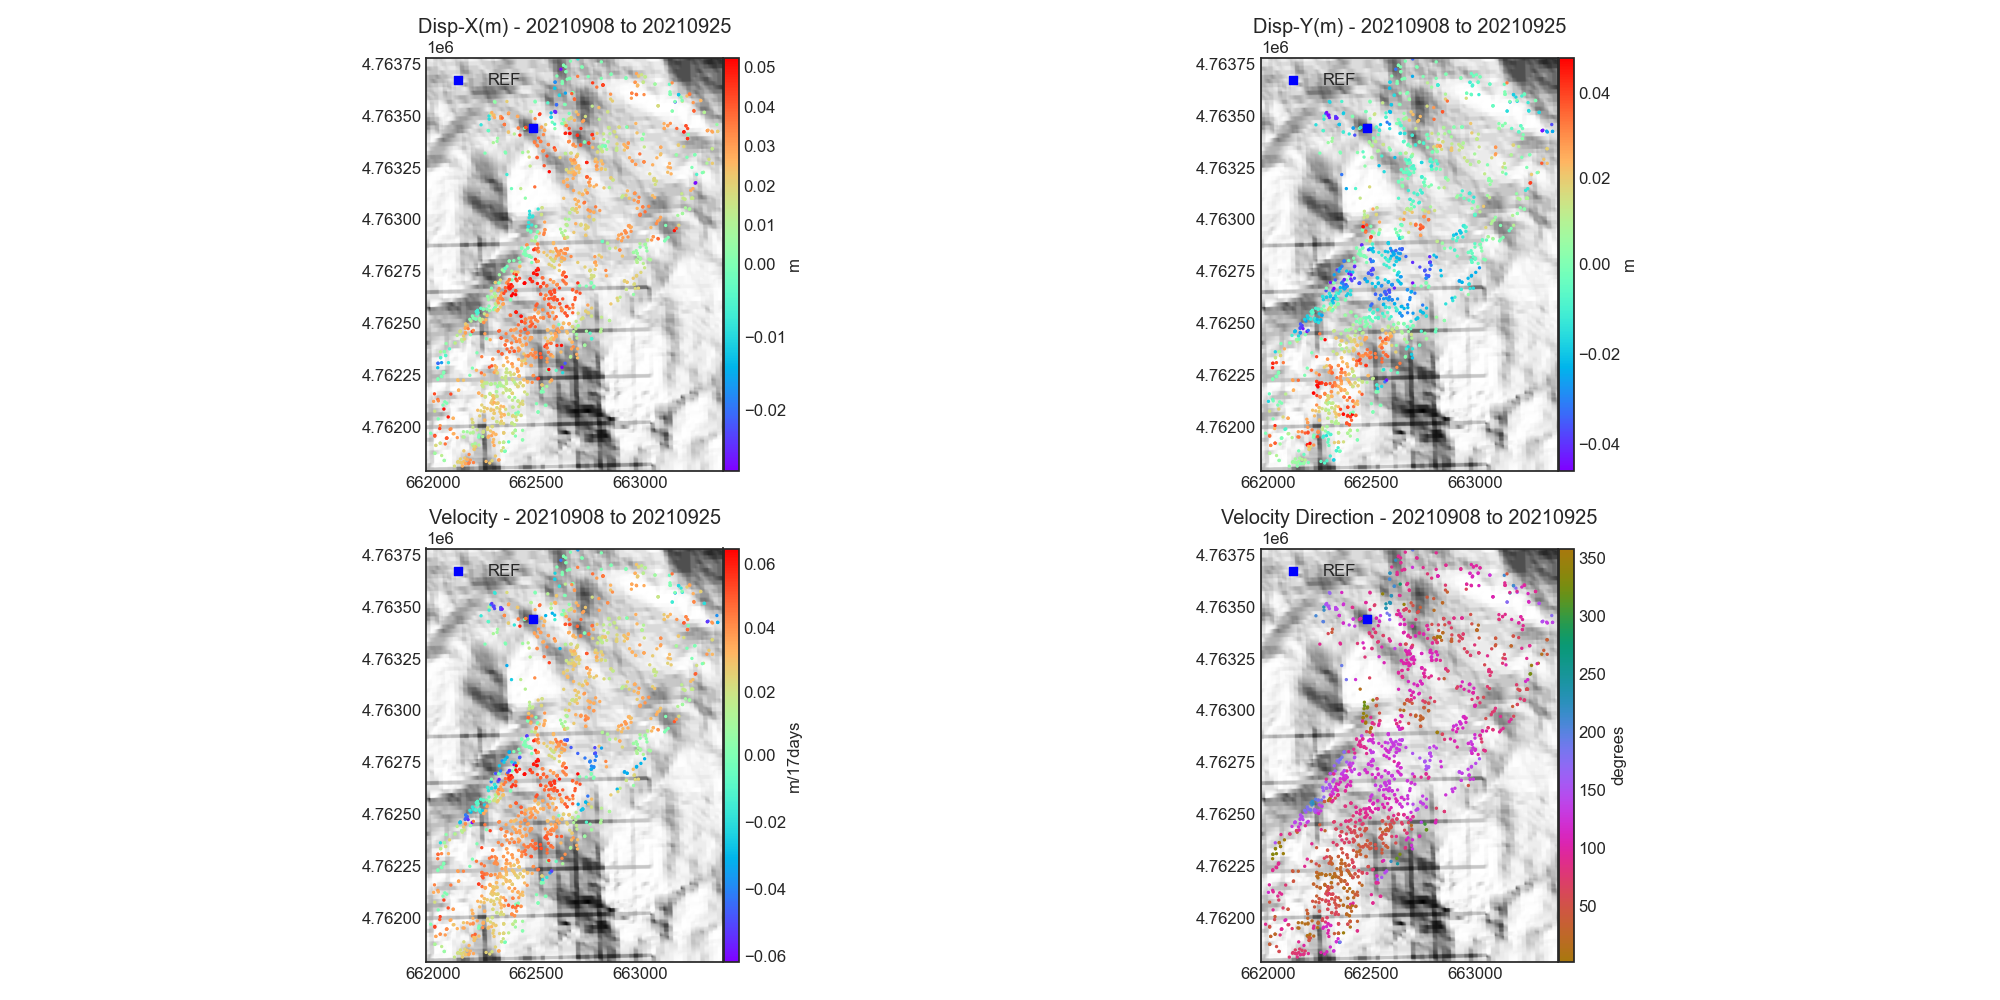 Disp-X(m) - 20210908 to 20210925
1e6
REF
4.76375
4.76350
4.76325
4.76300
4.76275
4.76250
4.76225
4.76200
662000 662500 663000
0.05
0.04
0.03
0.02
0.01
0.00
−0.01
−0.02
m
Disp-Y(m) - 20210908 to 20210925
1e6
REF
4.76375
4.76350
4.76325
4.76300
4.76275
4.76250
4.76225
4.76200
662000 662500 663000
0.04
0.02
0.00
−0.02
−0.04
m
Velocity - 20210908 to 20210925
1e6
REF
4.76375
4.76350
4.76325
4.76300
4.76275
4.76250
4.76225
4.76200
662000 662500 663000
0.06
0.04
0.02
0.00
−0.02
−0.04
−0.06
m/17days
Velocity Direction - 20210908 to 20210925
1e6
REF
4.76375
4.76350
4.76325
4.76300
4.76275
4.76250
4.76225
4.76200
662000 662500 663000
350
300
250
200
150
100
50
degrees